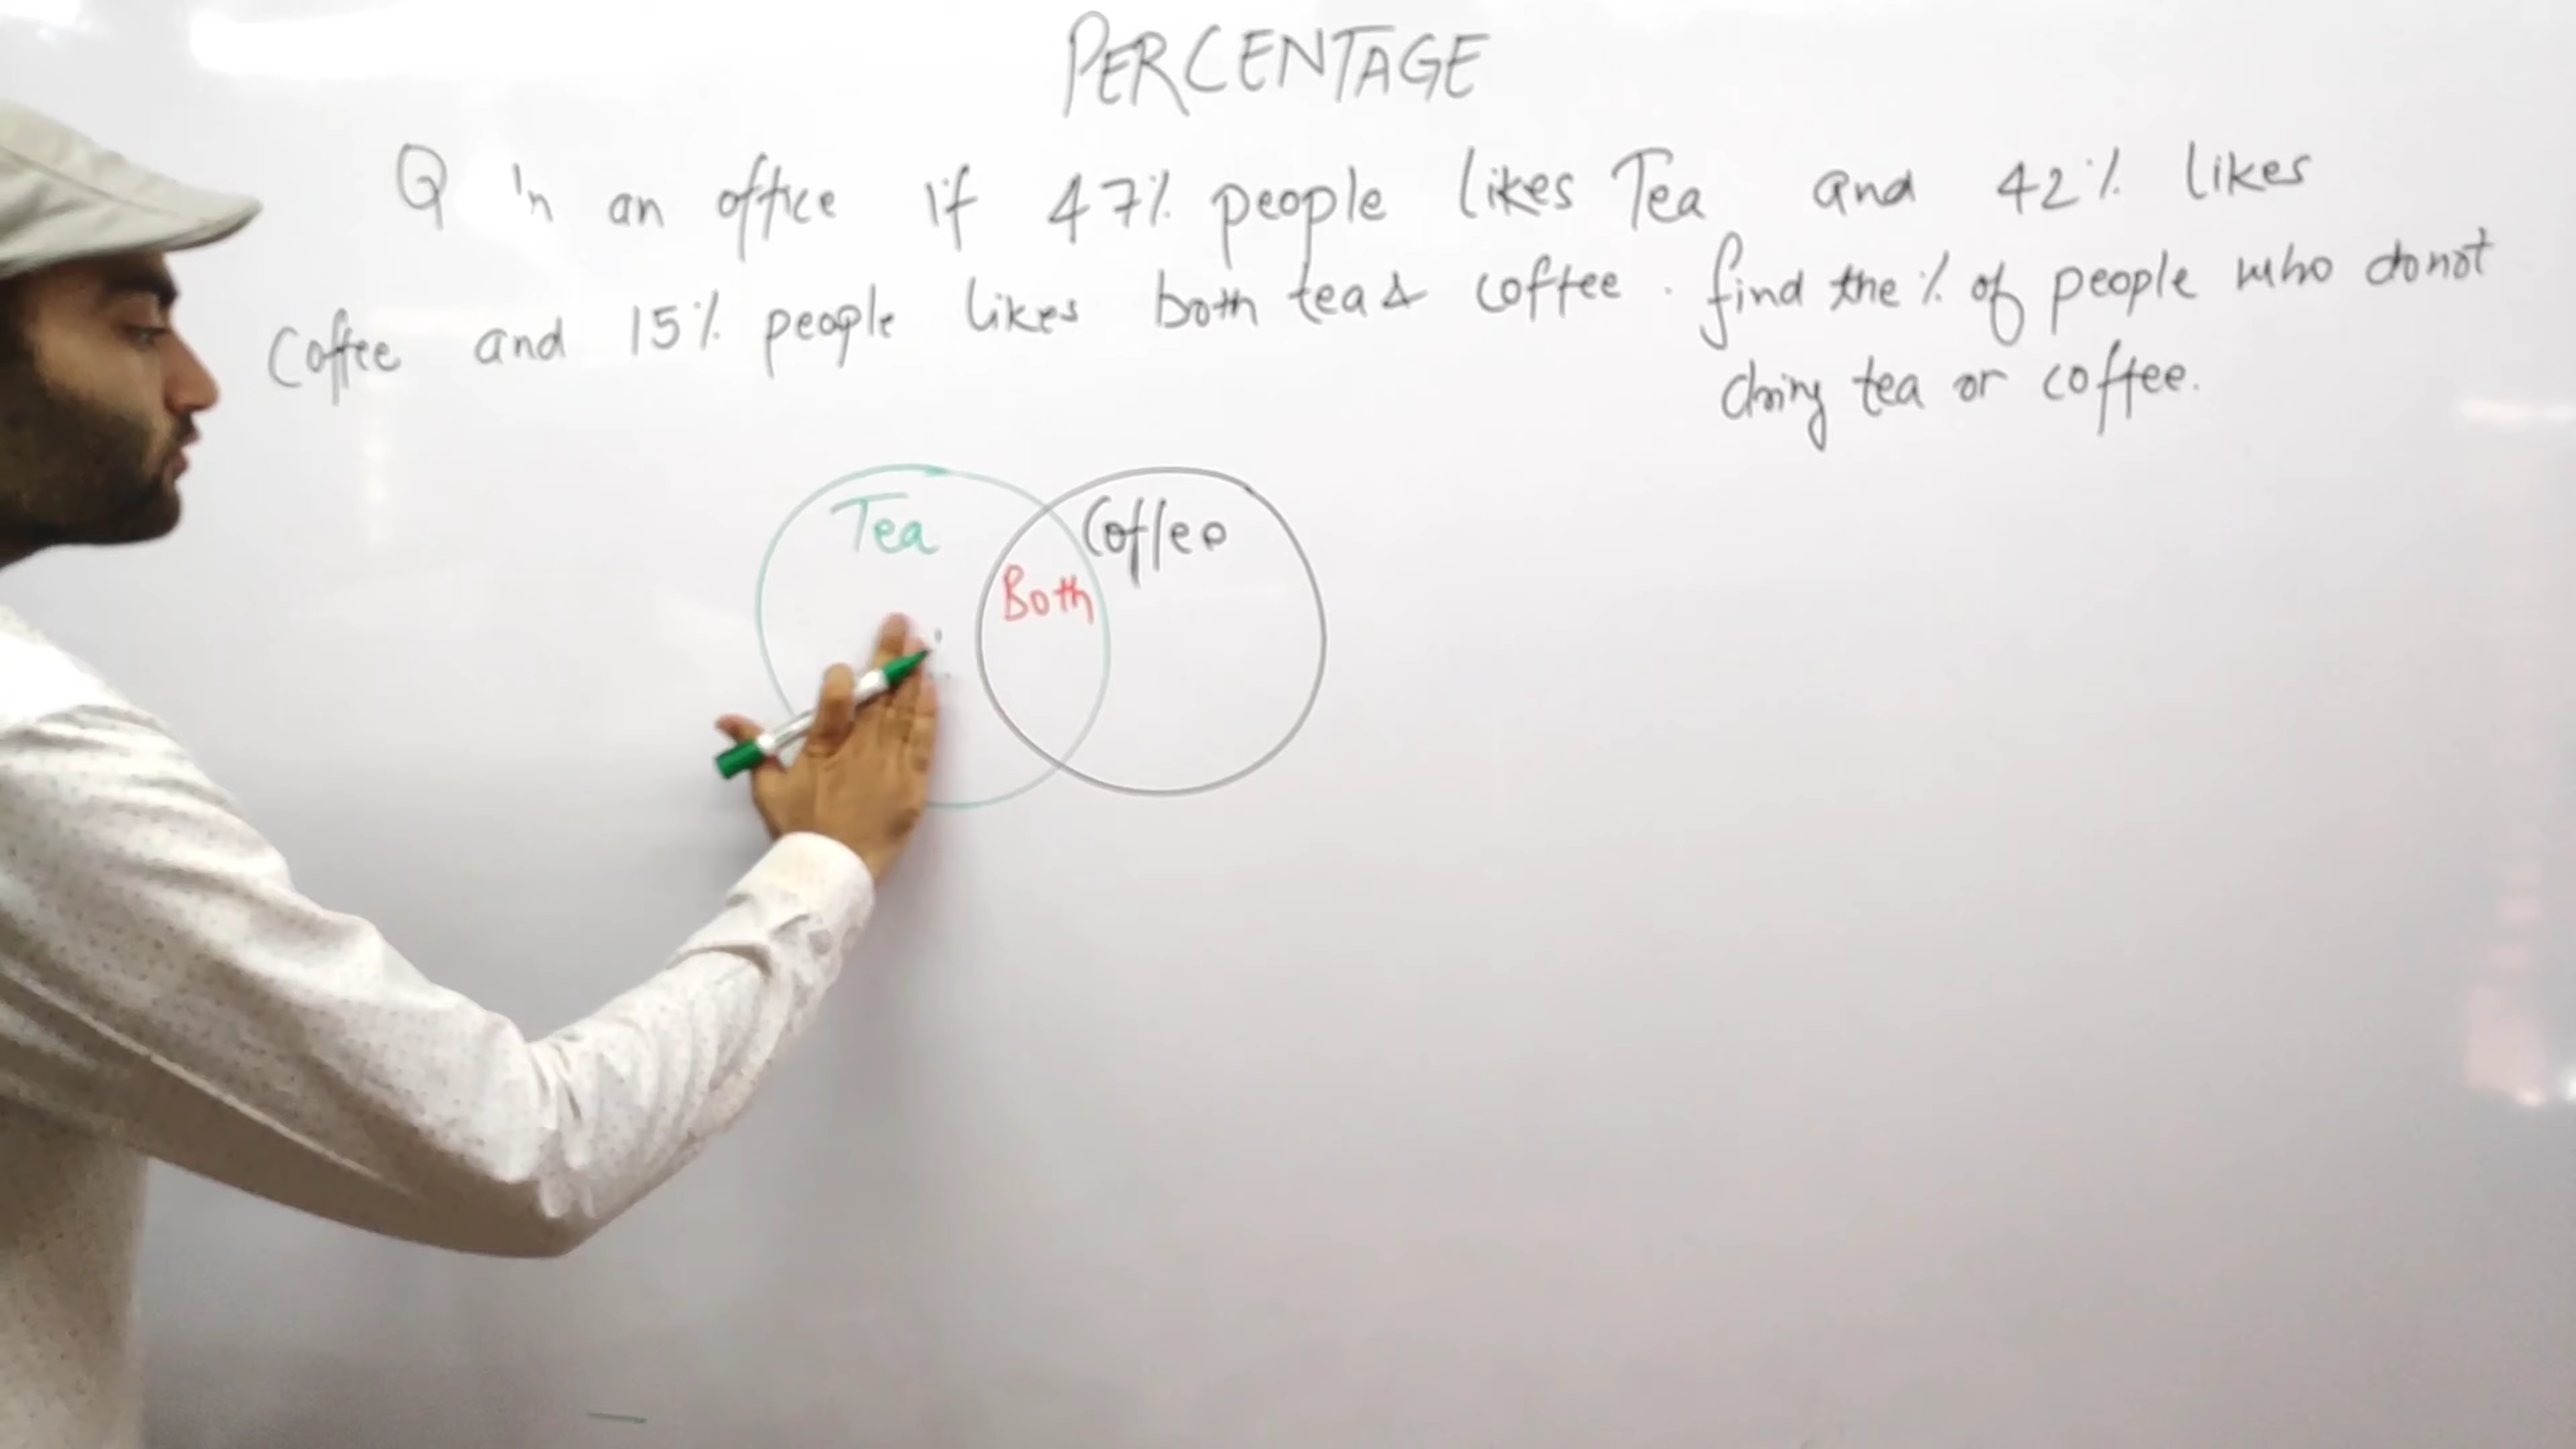 PERCENTAGE
Q In an office if 47% people likes Tea and 42% likes
Coffee and 15% people likes both tea & coffee . find the % of people who donot
tea or coffee.
Tea
Coffee
Both